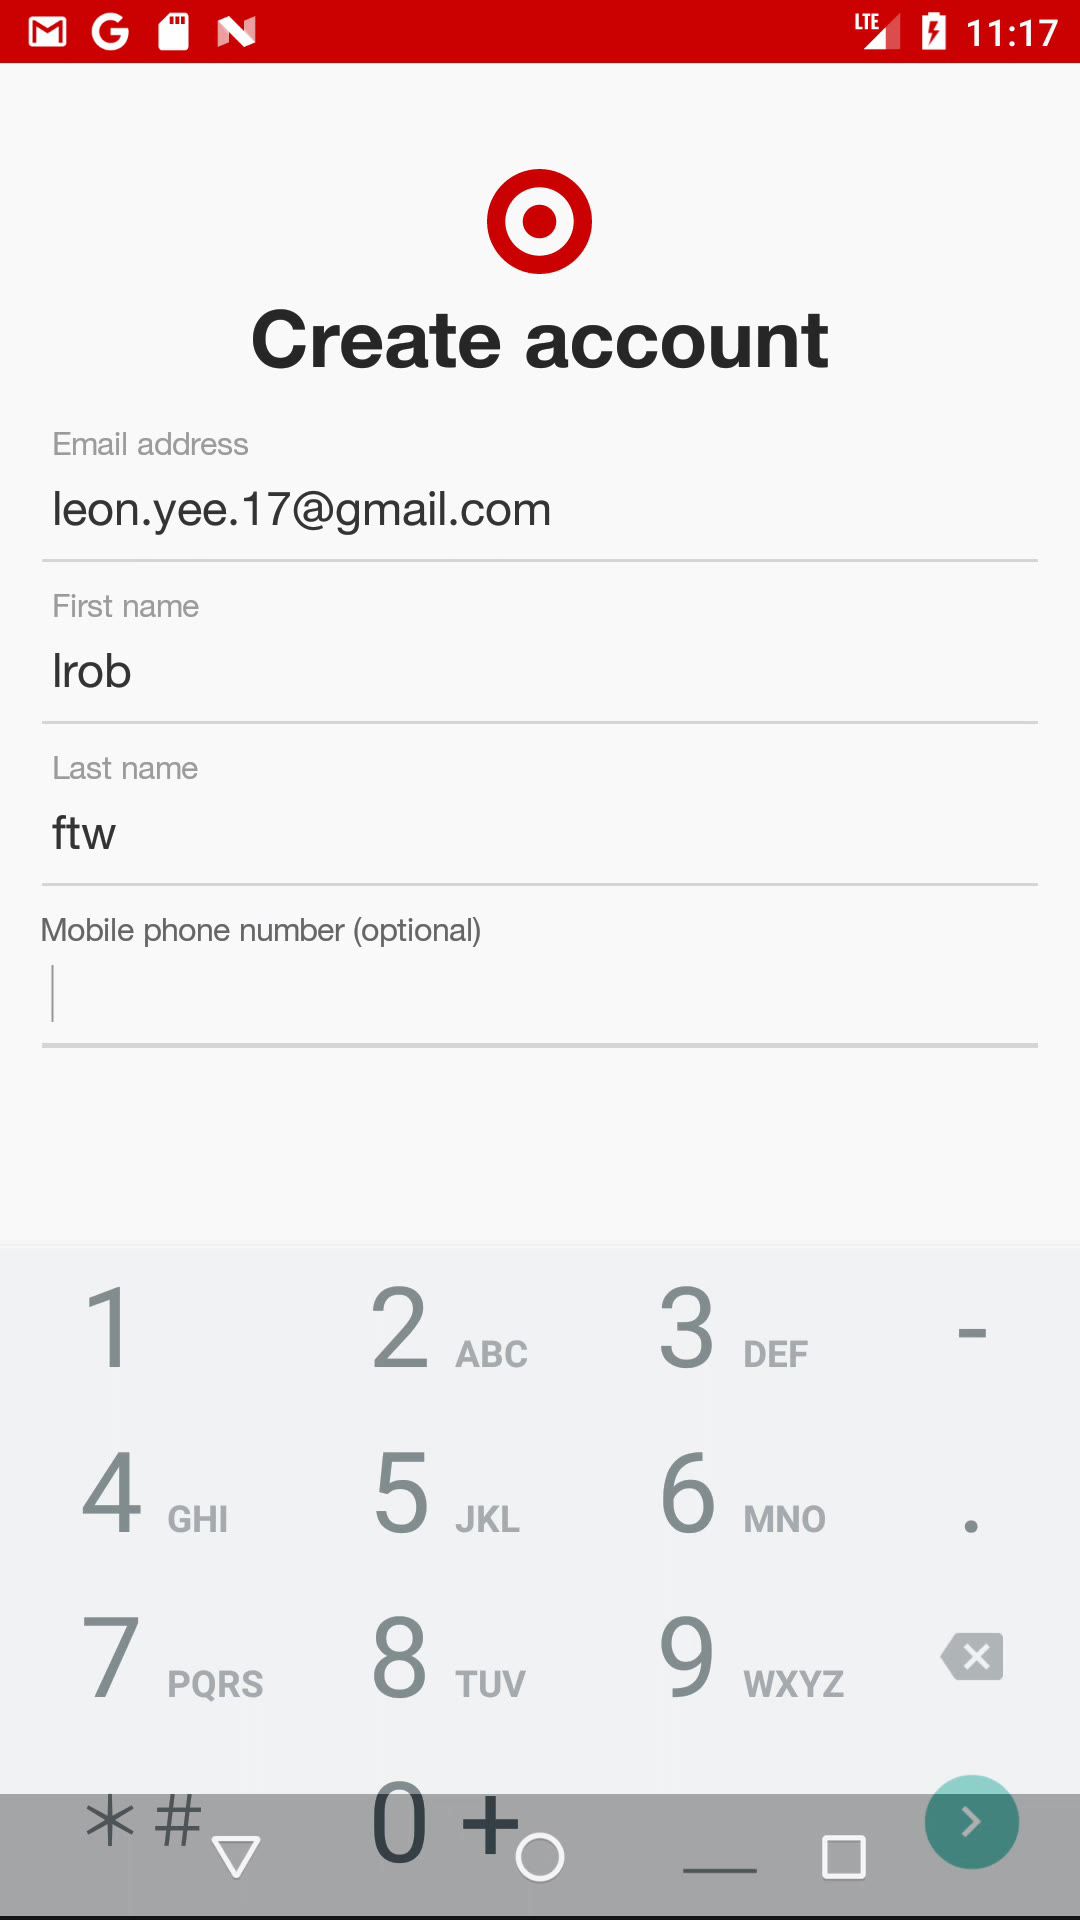 LTE 11:17
Create account
Email address
leon.yee.17@gmail.com
First name
lrob
Last name
ftw
Mobile phone number (optional)
1 2 ABC 3 DEF -
4 GHI 5 JKL 6 MNO .
7 PQRS 8 TUV 9 WXYZ
* # 0 + _